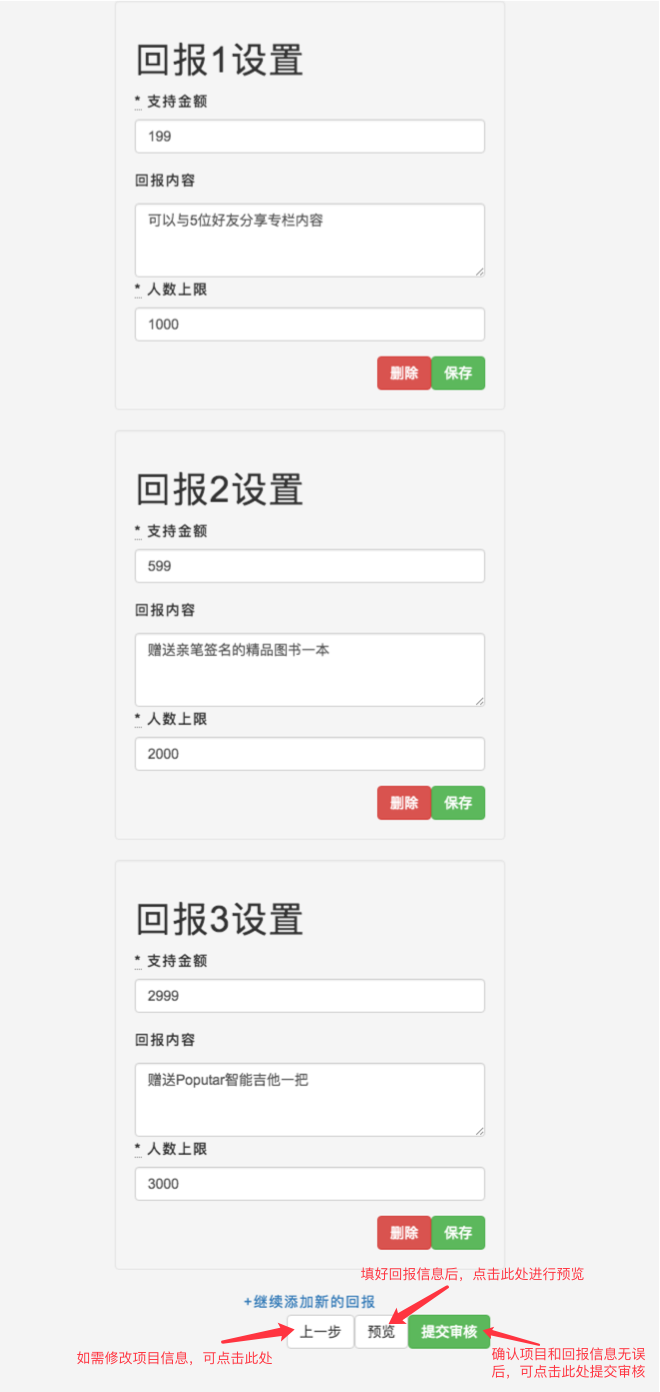 回报1设置
* 支持金额
199
回报内容
可以与5位好友分享专栏内容
* 人数上限
1000
删除 保存
回报2设置
* 支持金额
599
回报内容
赠送亲笔签名的精品图书一本
* 人数上限
2000
删除 保存
回报3设置
* 支持金额
2999
回报内容
赠送Poputar智能吉他一把
* 人数上限
3000
删除 保存
填好回报信息后，点击此处进行预览
+继续添加新的回报
上一步 预览 提交审核
如需修改项目信息，可点击此处
确认项目和回报信息无误
后，可点击此处提交审核